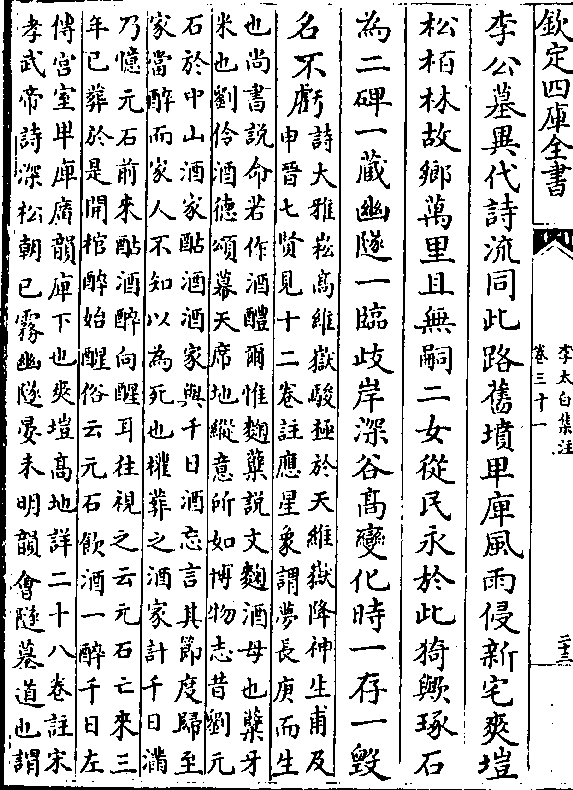 欽定四庫全書
李太白集注
卷三十一
二十三
李公墓異代詩流同此路舊墳卑庳風雨侵新宅爽塏
松栢林故鄉萬里且無嗣二女從民永於此猗歟琢石
為二碑一藏幽隧一臨歧岸深谷髙變化時一存一毀
名不虧
詩大雅崧髙維嶽駿極於天維嶽降神生甫及
申晉七賢見十二卷註應星象謂夢長庚而生
也尚書説命若作酒醴爾惟麴糱説文麴酒母也糱牙
米也劉伶酒德頌幕天席地縱意所如博物志昔劉元
石於中山酒家酤酒酒家與千日酒忘言其節度歸至
家當醉而家人不知以為死也權葬之酒家計千日滿
乃憶元石前來酤酒醉向醒耳往視之云元石亡來三
年已葬於是開棺醉始醒俗云元石飲酒一醉千日左
傳宫室卑庳廣韻庳下也爽塏髙地詳二十八卷註宋
孝武帝詩深松朝已霧幽隧晏未明韻會隧墓道也謂